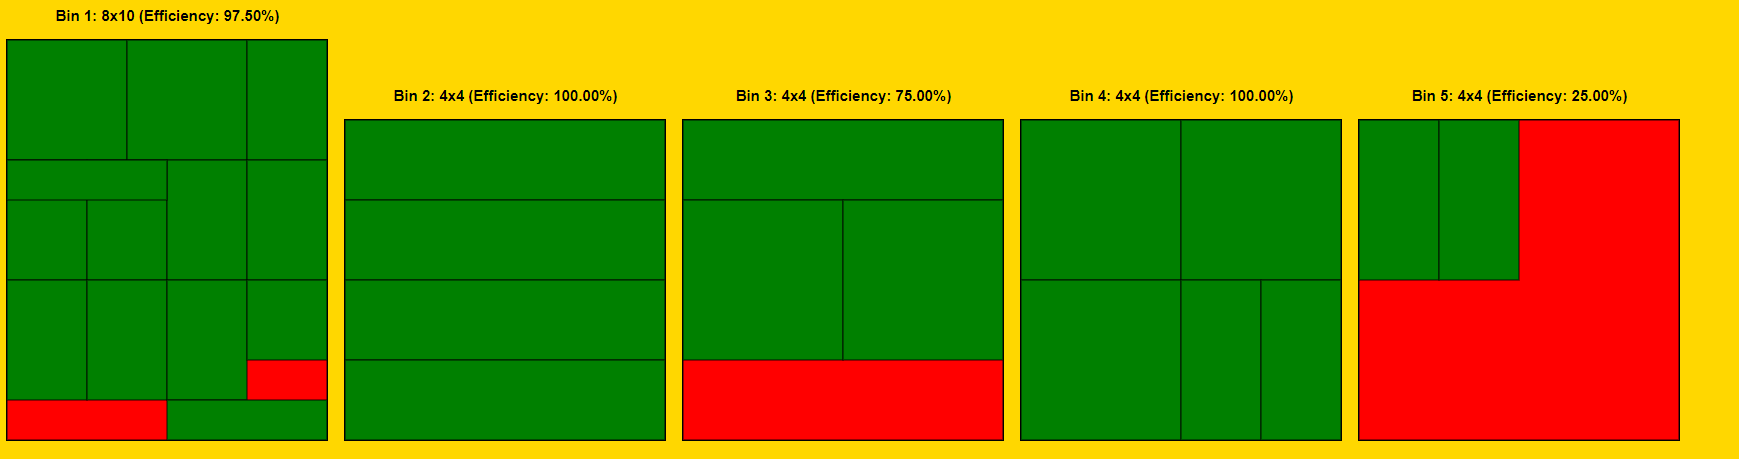 Bin 1: 8x10 (Efficiency: 97.50%)
Bin 2: 4x4 (Efficiency: 100.00%)
Bin 3: 4x4 (Efficiency: 75.00%)
Bin 4: 4x4 (Efficiency: 100.00%)
Bin 5: 4x4 (Efficiency: 25.00%)